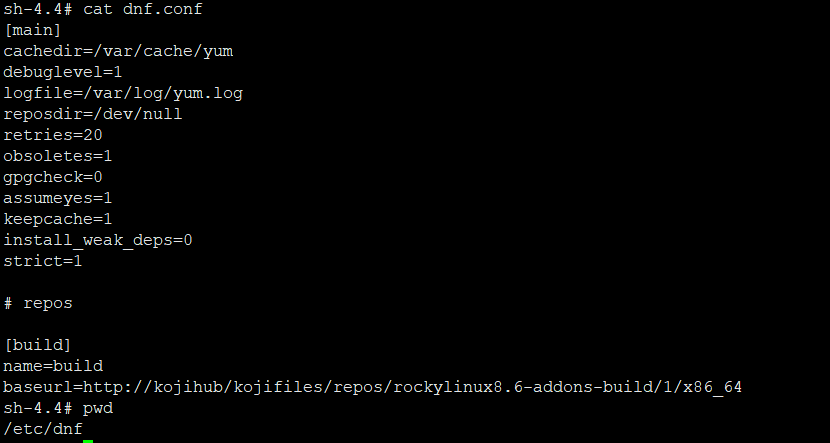 sh-4.4# cat dnf.conf
[main]
cachedir=/var/cache/yum
debuglevel=1
logfile=/var/log/yum.log
reposdir=/dev/null
retries=20
obsoletes=1
gpgcheck=0
assumeyes=1
keepcache=1
install_weak_deps=0
strict=1

# repos

[build]
name=build
baseurl=http://kojihub/kojifiles/repos/rockylinux8.6-addons-build/1/x86_64
sh-4.4# pwd
/etc/dnf